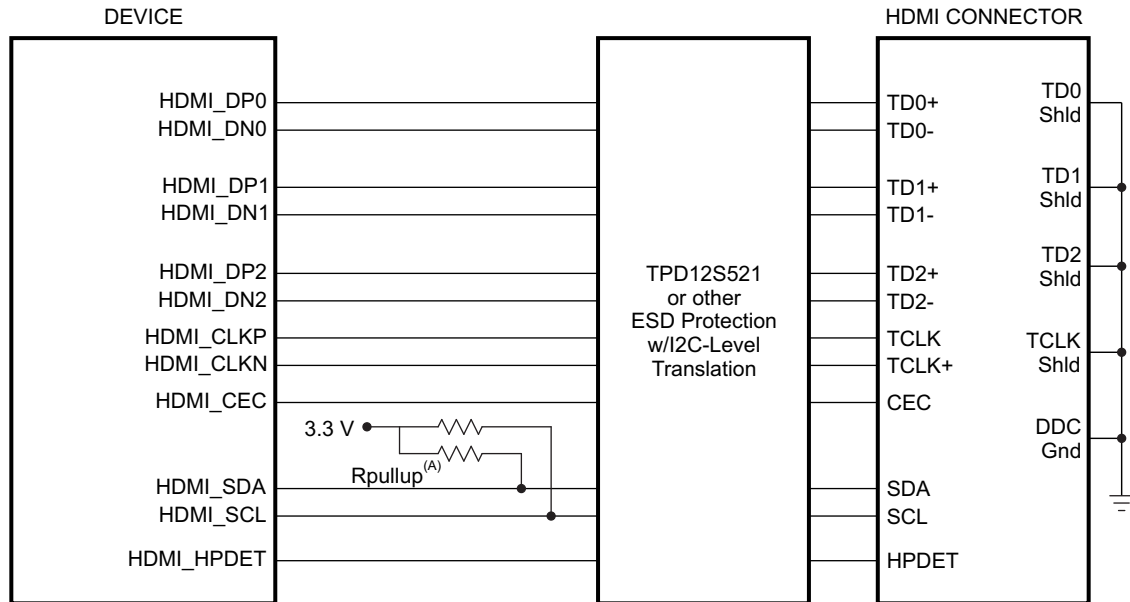 DEVICE
HDMI CONNECTOR
HDMI_DP0
HDMI_DN0
HDMI_DP1
HDMI_DN1
HDMI_DP2
HDMI_DN2
HDMI_CLKP
HDMI_CLKN
HDMI_CEC
3.3 V
Rpullup(A)
HDMI_SDA
HDMI_SCL
HDMI_HPDET
TPD12S521
or other
ESD Protection
w/I2C-Level
Translation
TD0+
TD0-
TD1+
TD1-
TD2+
TD2-
TCLK
TCLK+
CEC
SDA
SCL
HPDET
TD0
Shld
TD1
Shld
TD2
Shld
TCLK
Shld
DDC
Gnd